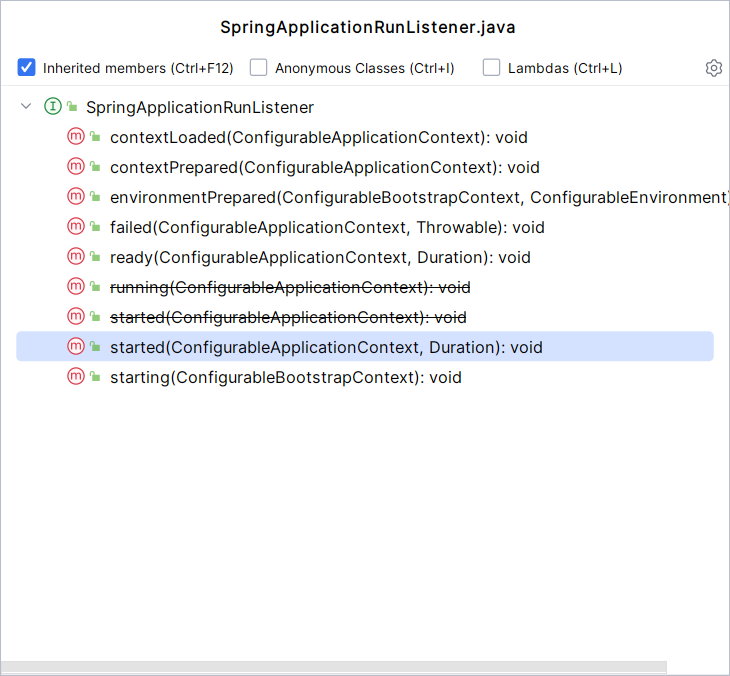 SpringApplicationRunListener.java
Inherited members (Ctrl+F12) Anonymous Classes (Ctrl+I) Lambdas (Ctrl+L)
SpringApplicationRunListener
contextLoaded(ConfigurableApplicationContext): void
contextPrepared(ConfigurableApplicationContext): void
environmentPrepared(ConfigurableBootstrapContext, ConfigurableEnvironment)
failed(ConfigurableApplicationContext, Throwable): void
ready(ConfigurableApplicationContext, Duration): void
running(ConfigurableApplicationContext): void
started(ConfigurableApplicationContext): void
started(ConfigurableApplicationContext, Duration): void
starting(ConfigurableBootstrapContext): void